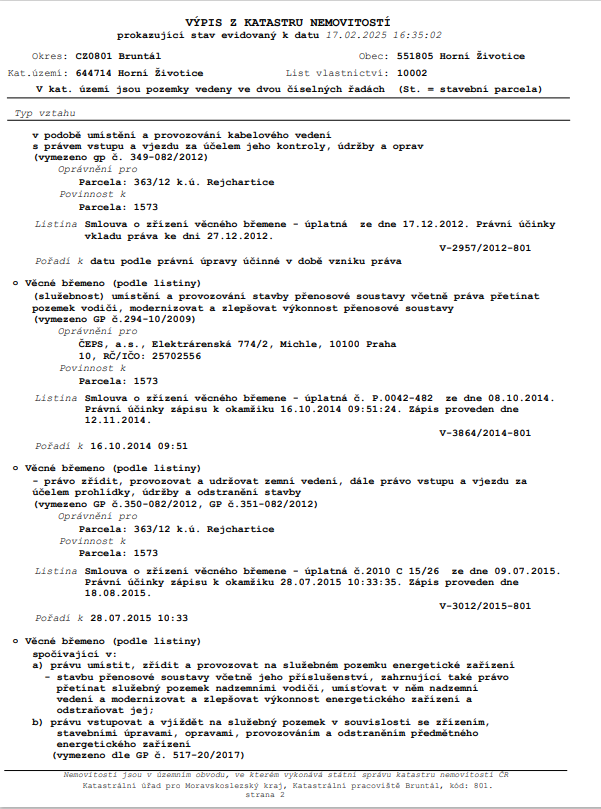 VÝPIS Z KATASTRU NEMOVITOSTÍ
prokazující stav evidovaný k datu 17.02.2025 16:35:02
Okres: CZ0801 Bruntál Obec: 551805 Horní Životice
Kat.území: 644714 Horní Životice List vlastnictví: 10002
V kat. území jsou pozemky vedeny ve dvou číselných řadách (St. = stavební parcela)
Typ vztahu
v podobě umístění a provozování kabelového vedení
s právem vstupu a vjezdu za účelem jeho kontroly, údržby a oprav
(vymezeno gp č. 349-082/2012)
Oprávnění pro
Parcela: 363/12 k.ú. Rejchartice
Povinnost k
Parcela: 1573
Listina Smlouva o zřízení věcného břemene - úplatná ze dne 17.12.2012. Právní účinky
vkladu práva ke dni 27.12.2012.
V-2957/2012-801
Pořadí k datu podle právní úpravy účinné v době vzniku práva
o Věcné břemeno (podle listiny)
(služebnost) umístění a provozování stavby přenosové soustavy včetně práva přetínat
pozemek vodiči, modernizovat a zlepšovat výkonnost přenosové soustavy
(vymezeno GP č.294-10/2009)
Oprávnění pro
ČEPS, a.s., Elektrárenská 774/2, Michle, 10100 Praha
10, RČ/IČO: 25702556
Povinnost k
Parcela: 1573
Listina Smlouva o zřízení věcného břemene - úplatná č. P.0042-482 ze dne 08.10.2014.
Právní účinky zápisu k okamžiku 16.10.2014 09:51:24. Zápis proveden dne
12.11.2014.
V-3864/2014-801
Pořadí k 16.10.2014 09:51
o Věcné břemeno (podle listiny)
- právo zřídit, provozovat a udržovat zemní vedení, dále právo vstupu a vjezdu za
účelem prohlídky, údržby a odstranění stavby
(vymezeno GP č.350-082/2012, GP č.351-082/2012)
Oprávnění pro
Parcela: 363/12 k.ú. Rejchartice
Povinnost k
Parcela: 1573
Listina Smlouva o zřízení věcného břemene - úplatná č.2010 C 15/26 ze dne 09.07.2015.
Právní účinky zápisu k okamžiku 28.07.2015 10:33:35. Zápis proveden dne
18.08.2015.
V-3012/2015-801
Pořadí k 28.07.2015 10:33
o Věcné břemeno (podle listiny)
spočívající v:
a) právu umístit, zřídit a provozovat na služebném pozemku energetické zařízení
- stavbu přenosové soustavy včetně jeho příslušenství, zahrnující také právo
přetínat služebný pozemek nadzemními vodiči, umísťovat v něm nadzemní
vedení a modernizovat a zlepšovat výkonnost energetického zařízení a
odstraňovat jej;
b) právu vstupovat a vjíždět na služebný pozemek v souvislosti se zřízením,
stavebními úpravami, opravami, provozováním a odstraněním předmětného
energetického zařízení
(vymezeno dle GP č. 517-20/2017)
Nemovitosti jsou v územním obvodu, ve kterém vykonává státní správu katastru nemovitostí ČR
Katastrální úřad pro Moravskoslezský kraj, Katastrální pracoviště Bruntál, kód: 801.
strana 2